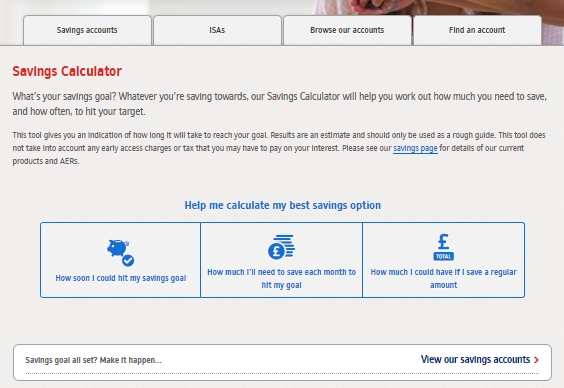 Savings accounts
ISAs
Browse our accounts
Find an account
Savings Calculator
What's your savings goal? Whatever you're saving towards, our Savings Calculator will help you work out how much you need to save,
and how often, to hit your target.
This tool gives you an indication of how long it will take to reach your goal. Results are an estimate and should only be used as a rough guide. This tool does
not take into account any early access charges or tax that you may have to pay on your interest. Please see our savings page for details of our current
products and AERs.
Help me calculate my best savings option
How soon I could hit my savings goal
£
How much I'll need to save each month to
hit my goal
£
TOTAL
How much I could have if I save a regular
amount
Savings goal all set? Make it happen...
View our savings accounts